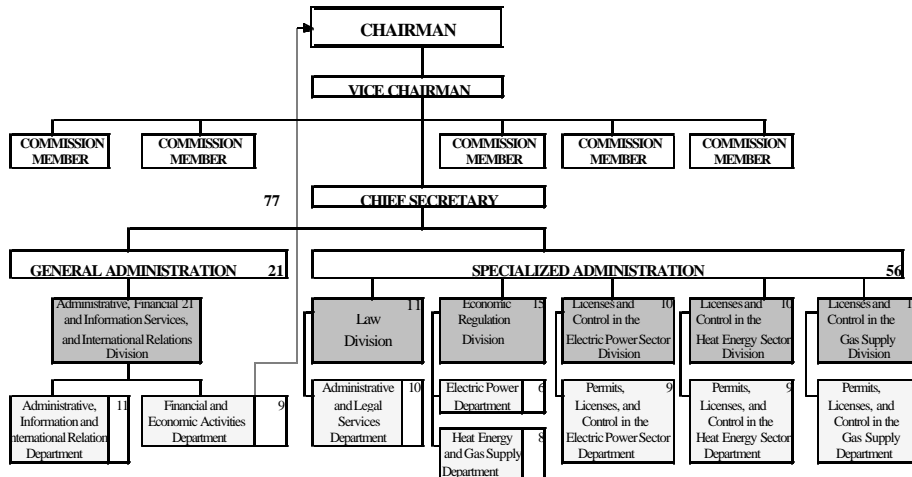 CHAIRMAN
VICE CHAIRMAN
COMMISSION
MEMBER
COMMISSION
MEMBER
COMMISSION
MEMBER
COMMISSION
MEMBER
COMMISSION
MEMBER
77
CHIEF SECRETARY
GENERAL ADMINISTRATION 21
SPECIALIZED ADMINISTRATION 56
Administrative, Financial 21
and Information Services,
and International Relations
Division
11
Law
Division
Economic 15
Regulation
Division
Licenses and 10
Control in the
Electric Power Sector
Division
Licenses and 10
Control in the
Heat Energy Sector
Division
Licenses and
Control in the
Gas Supply
Division
Administrative, 11
Information and
International Relation
Department
Financial and 9
Economic Activities
Department
Administrative 10
and Legal
Services
Department
Electric Power 6
Department
Heat Energy 8
and Gas Supply
Department
Permits, 9
Licenses, and
Control in the
Electric Power Sector
Department
Permits, 9
Licenses, and
Control in the
Heat Energy Sector
Department
Permits,
Licenses, and
Control in the
Gas Supply
Department